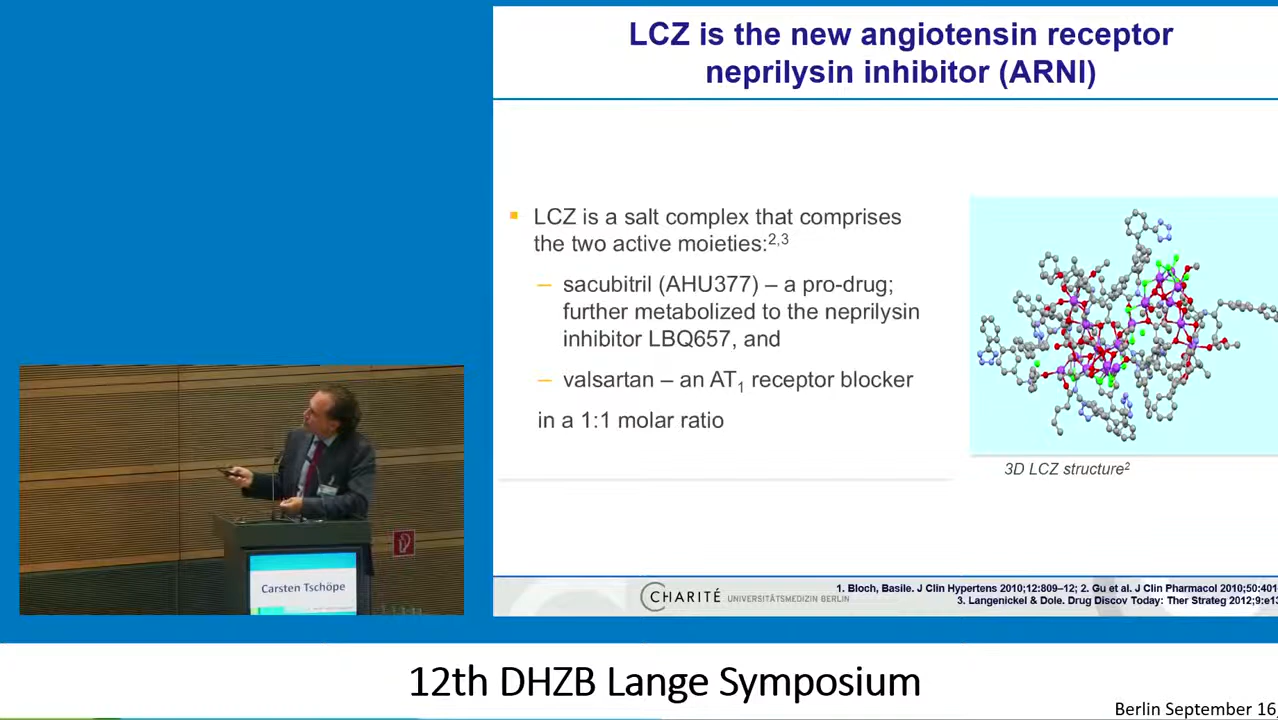 LCZ is the new angiotensin receptor
neprilysin inhibitor (ARNI)
▪ LCZ is a salt complex that comprises
the two active moieties:2,3
– sacubitril (AHU377) – a pro-drug;
further metabolized to the neprilysin
inhibitor LBQ657, and
– valsartan – an AT1 receptor blocker
in a 1:1 molar ratio
3D LCZ structure2
Carsten Tschöpe
CHARITÉ UNIVERSITÄTSMEDIZIN BERLIN
1. Bloch, Basile. J Clin Hypertens 2010;12:809–12; 2. Gu et al. J Clin Pharmacol 2010;50:401
3. Langenickel & Dole. Drug Discov Today: Ther Strateg 2012;9:e13
12th DHZB Lange Symposium
Berlin September 16,